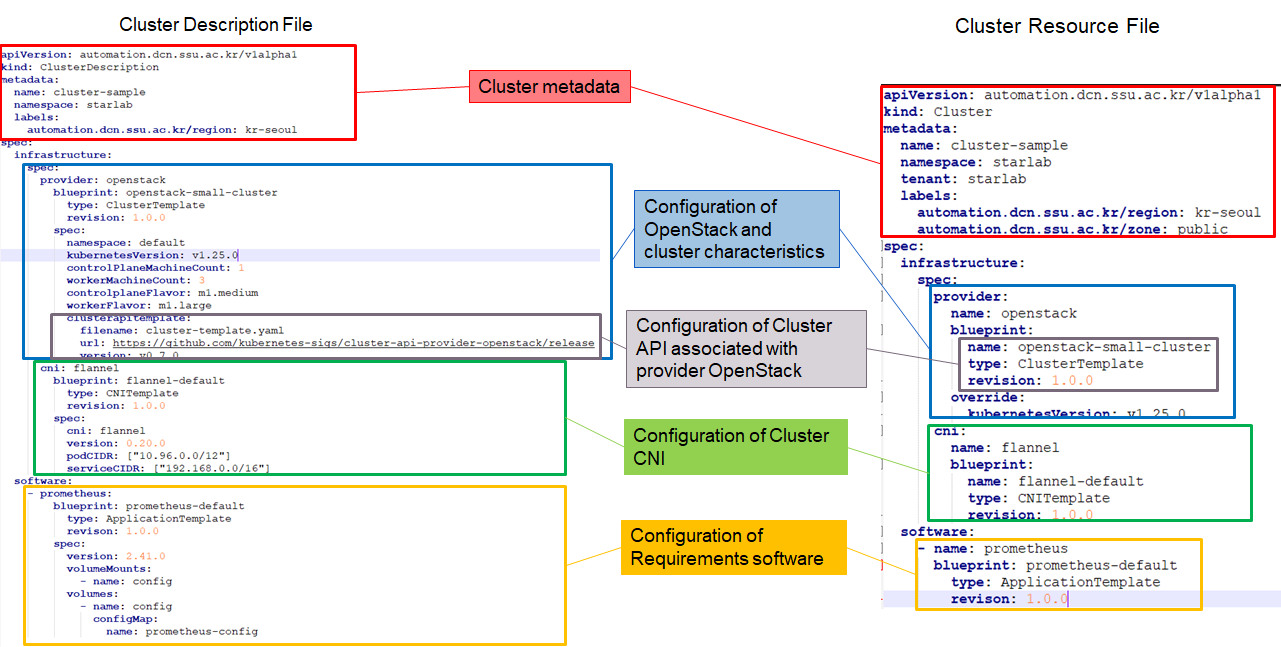 Cluster Description File
apiVersion: automation.dcn.ssu.ac.kr/v1alpha1
kind: ClusterDescription
metadata:
name: cluster-sample
namespace: starlab
labels:
automation.dcn.ssu.ac.kr/region: kr-seoul
spec:
infrastructure:
spec:
provider: openstack
blueprint: openstack-small-cluster
type: ClusterTemplate
revision: 1.0.0
spec:
namespace: default
kubernetesVersion: v1.25.0
controlPlaneMachineCount: 1
workerMachineCount: 3
controlplaneFlavor: m1.medium
workerFlavor: m1.large
clusterapitemplate:
filename: cluster-template.yaml
url: https://github.com/kubernetes-sigs/cluster-api-provider-openstack/release
version: v0.7.0
cni: flannel
blueprint: flannel-default
type: CNITemplate
revision: 1.0.0
spec:
cni: flannel
version: 0.20.0
podCIDR: ["10.96.0.0/12"]
serviceCIDR: ["192.168.0.0/16"]
software:
- prometheus:
blueprint: prometheus-default
type: ApplicationTemplate
revison: 1.0.0
spec:
version: 2.41.0
volumeMounts:
- name: config
volumes:
- name: config
configMap:
name: prometheus-config
Cluster metadata
Configuration of
OpenStack and
cluster characteristics
Configuration of Cluster
API associated with
provider OpenStack
Configuration of Cluster
CNI
Configuration of
Requirements software
Cluster Resource File
apiVersion: automation.dcn.ssu.ac.kr/v1alpha1
kind: Cluster
metadata:
name: cluster-sample
namespace: starlab
tenant: starlab
labels:
automation.dcn.ssu.ac.kr/region: kr-seoul
automation.dcn.ssu.ac.kr/zone: public
spec:
infrastructure:
spec:
provider:
name: openstack
blueprint:
name: openstack-small-cluster
type: ClusterTemplate
revision: 1.0.0
override:
kubernetesVersion: v1.25.0
cni:
name: flannel
blueprint:
name: flannel-default
type: CNITemplate
revision: 1.0.0
software:
- name: prometheus
blueprint: prometheus-default
type: ApplicationTemplate
revison: 1.0.0